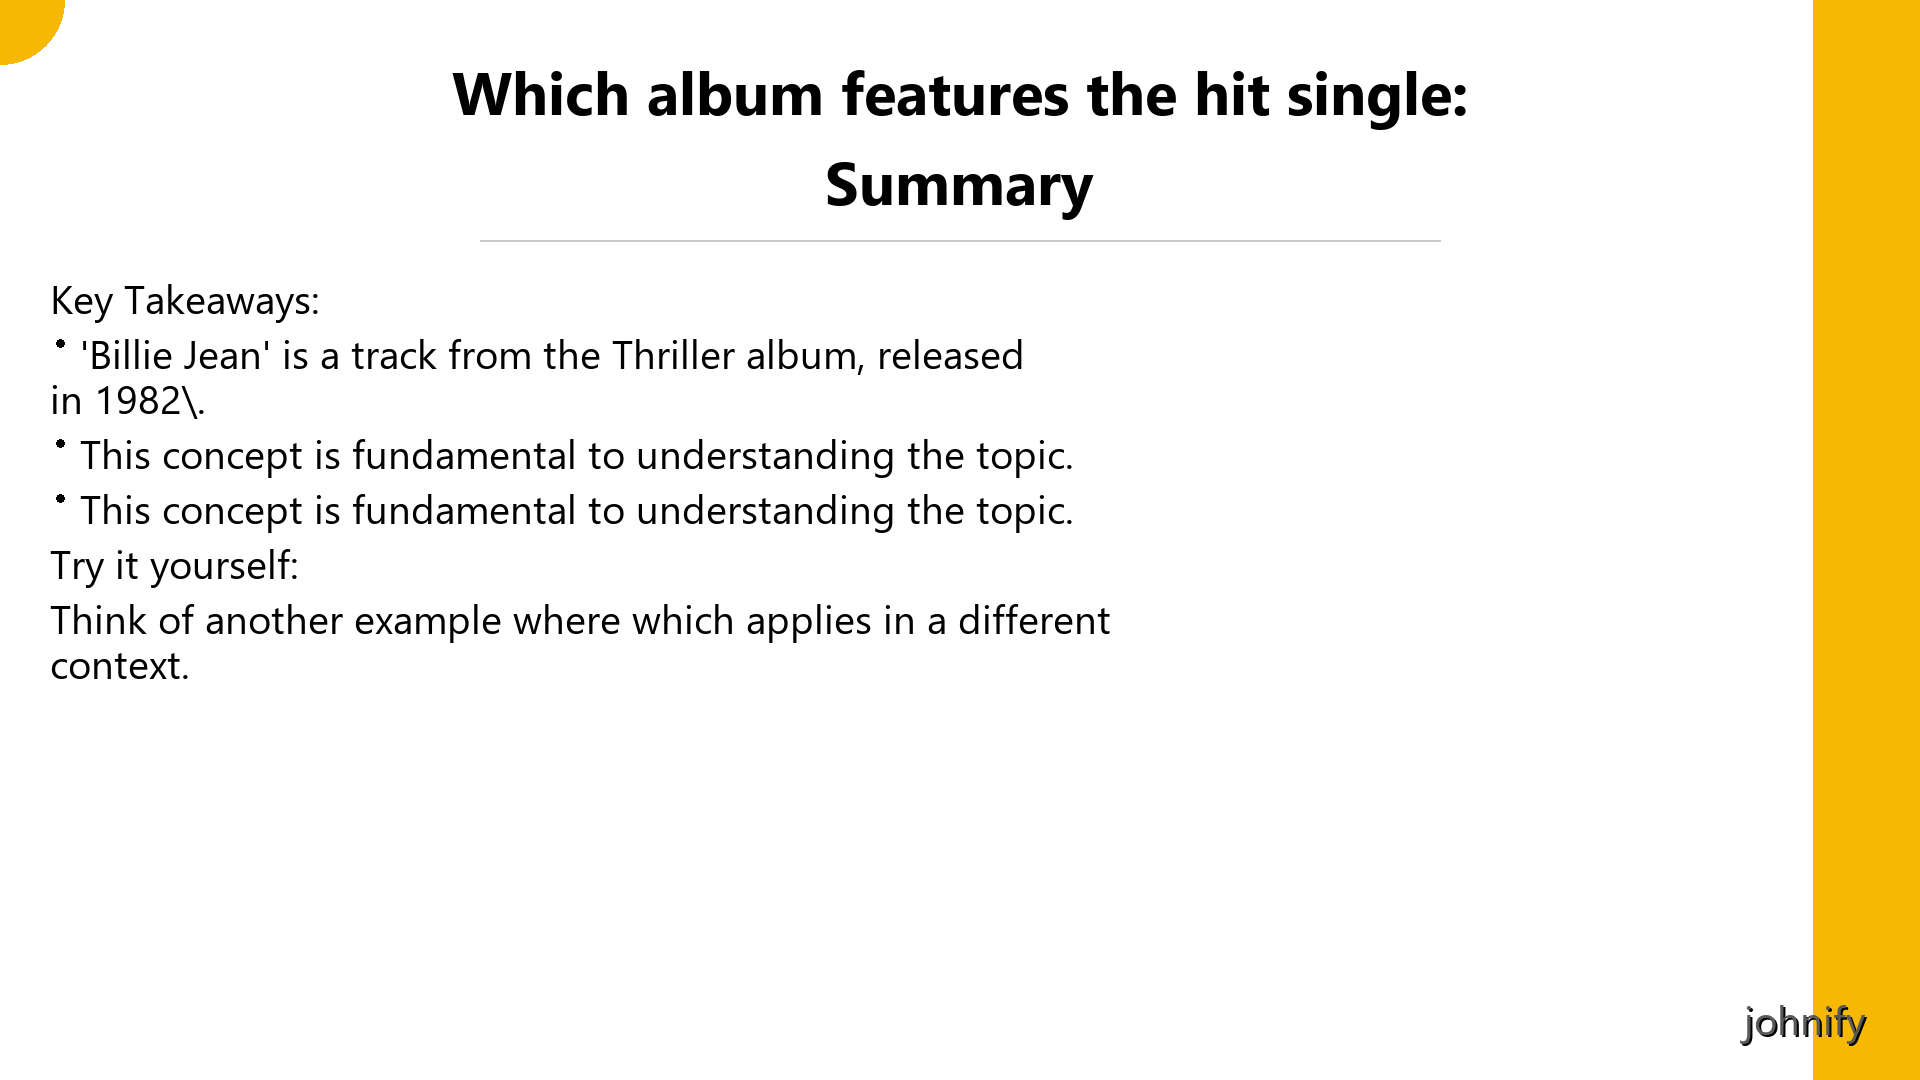 Which album features the hit single:
Summary
Key Takeaways:
• 'Billie Jean' is a track from the Thriller album, released
in 1982\.
• This concept is fundamental to understanding the topic.
• This concept is fundamental to understanding the topic.
Try it yourself:
Think of another example where which applies in a different
context.
johnify